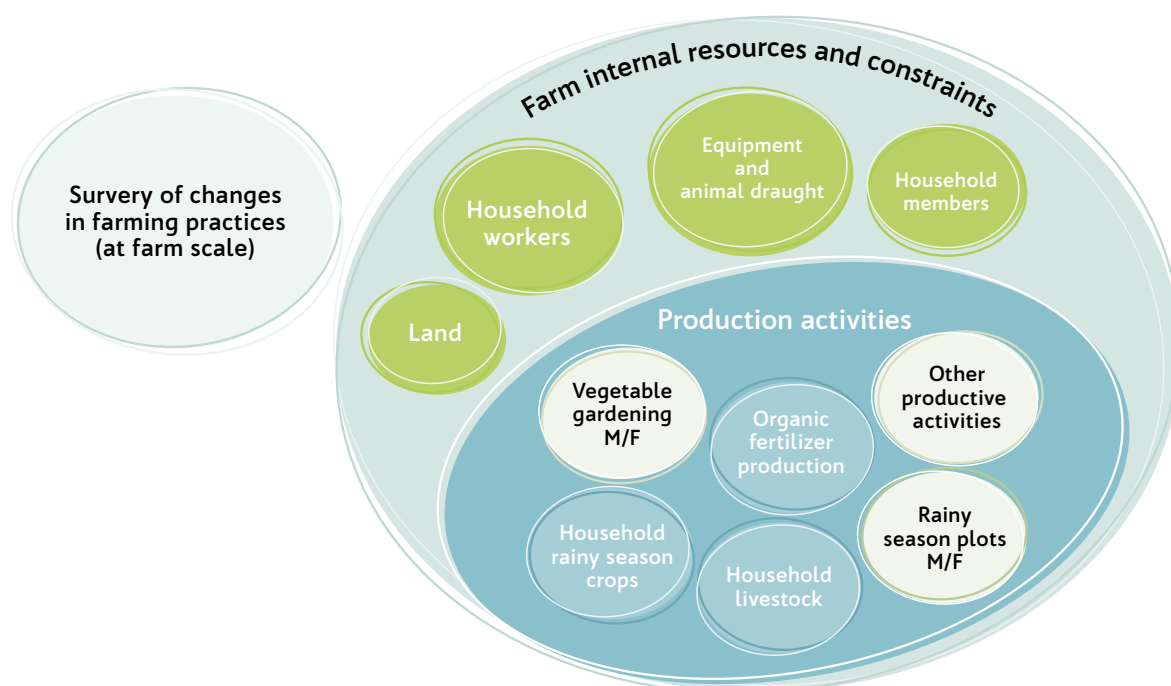 Farm internal resources and constraints
Survery of changes
in farming practices
(at farm scale)
Land
Household
workers
Equipment
and
animal draught
Household
members
Production activities
Vegetable
gardening
M/F
Organic
fertilizer
production
Other
productive
activities
Household
rainy season
crops
Household
livestock
Rainy
season plots
M/F